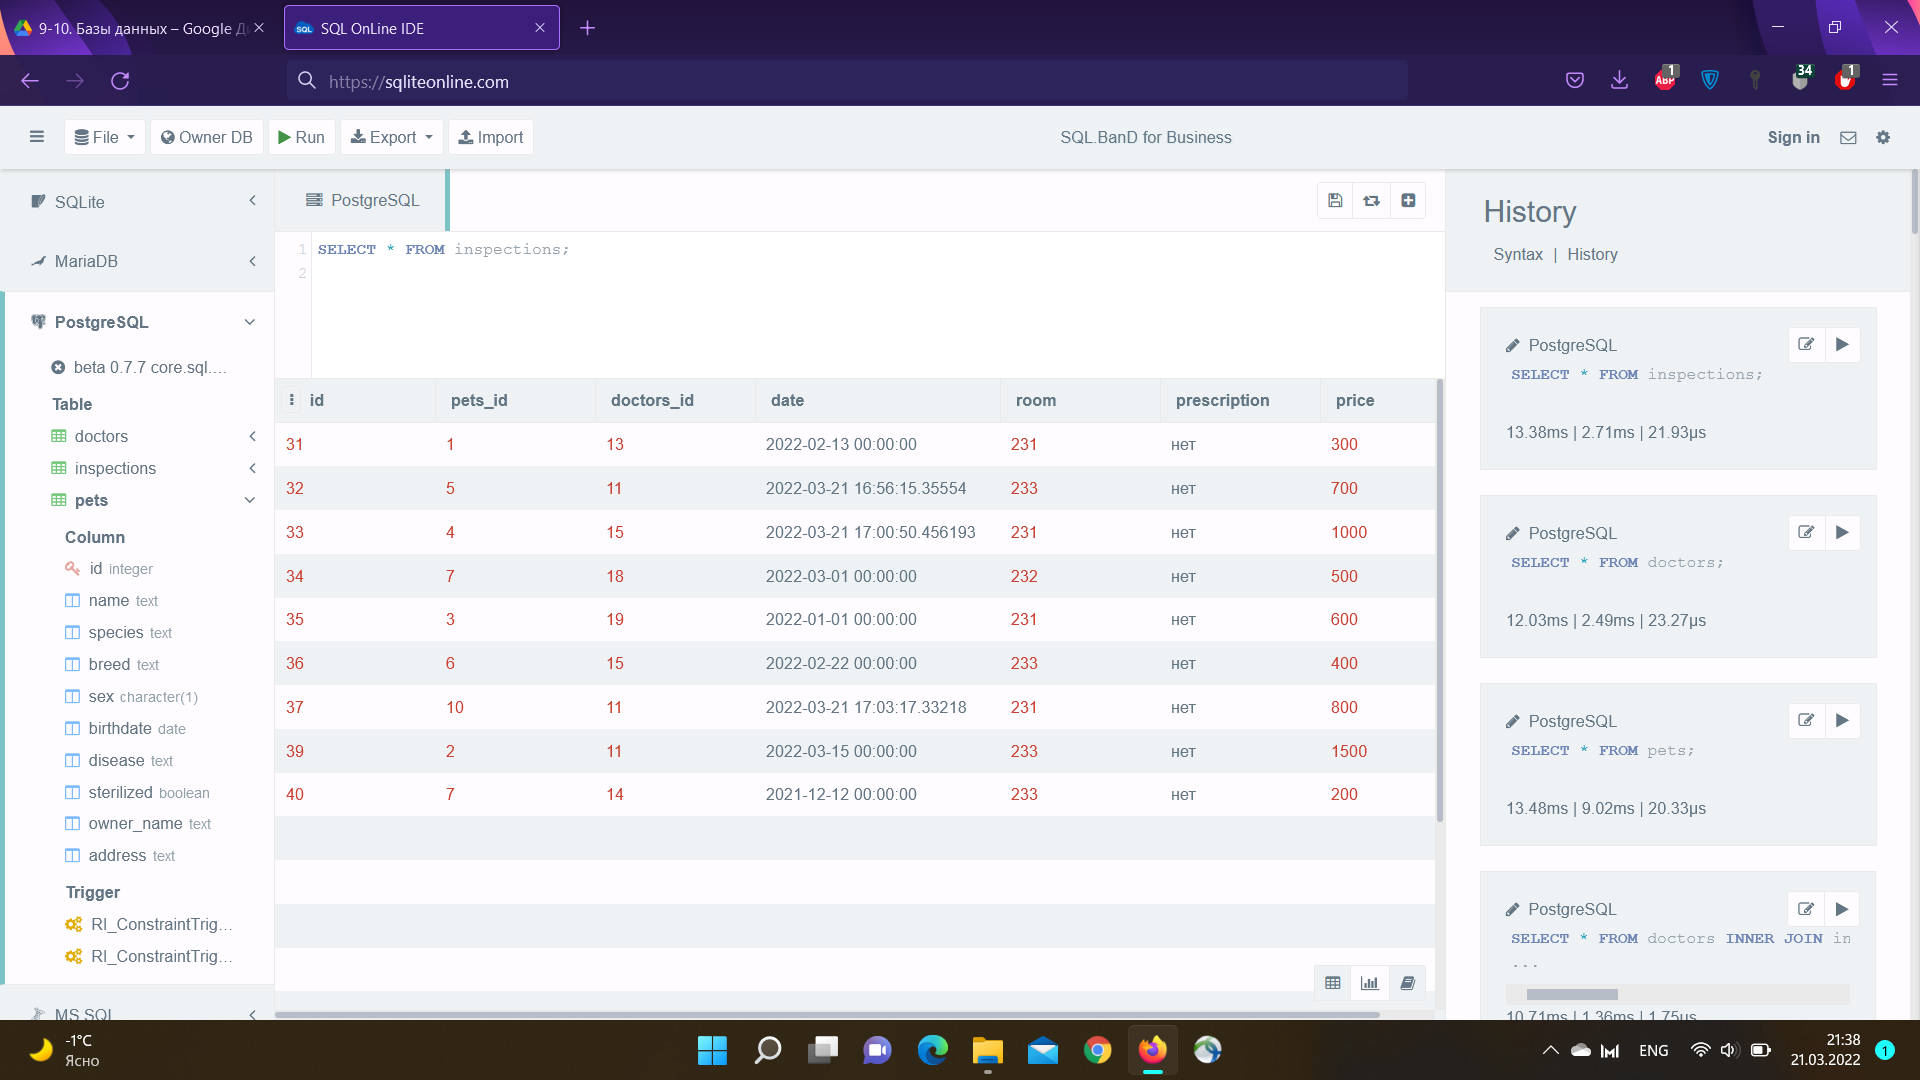 9-10. Базы данных – Google Д
SQL OnLine IDE
https://sqliteonline.com
1
34
1
File
Owner DB
Run
Export
Import
SQL.BanD for Business
Sign in
SQLite
MariaDB
PostgreSQL
beta 0.7.7 core.sql....
Table
doctors
inspections
pets
Column
id integer
name text
species text
breed text
sex character(1)
birthdate date
disease text
sterilized boolean
owner_name text
address text
Trigger
RI_ConstraintTrig...
RI_ConstraintTrig...
MS SQL
PostgreSQL
1 SELECT * FROM inspections;
2
id pets_id doctors_id date room prescription price
31 1 13 2022-02-13 00:00:00 231 нет 300
32 5 11 2022-03-21 16:56:15.35554 233 нет 700
33 4 15 2022-03-21 17:00:50.456193 231 нет 1000
34 7 18 2022-03-01 00:00:00 232 нет 500
35 3 19 2022-01-01 00:00:00 231 нет 600
36 6 15 2022-02-22 00:00:00 233 нет 400
37 10 11 2022-03-21 17:03:17.33218 231 нет 800
39 2 11 2022-03-15 00:00:00 233 нет 1500
40 7 14 2021-12-12 00:00:00 233 нет 200
History
Syntax | History
PostgreSQL
SELECT * FROM inspections;
13.38ms | 2.71ms | 21.93µs
PostgreSQL
SELECT * FROM doctors;
12.03ms | 2.49ms | 23.27µs
PostgreSQL
SELECT * FROM pets;
13.48ms | 9.02ms | 20.33µs
PostgreSQL
SELECT * FROM doctors INNER JOIN in
...
10.71ms | 1.36ms | 1.75µs
-1°C
Ясно
ENG
21:38
21.03.2022
1